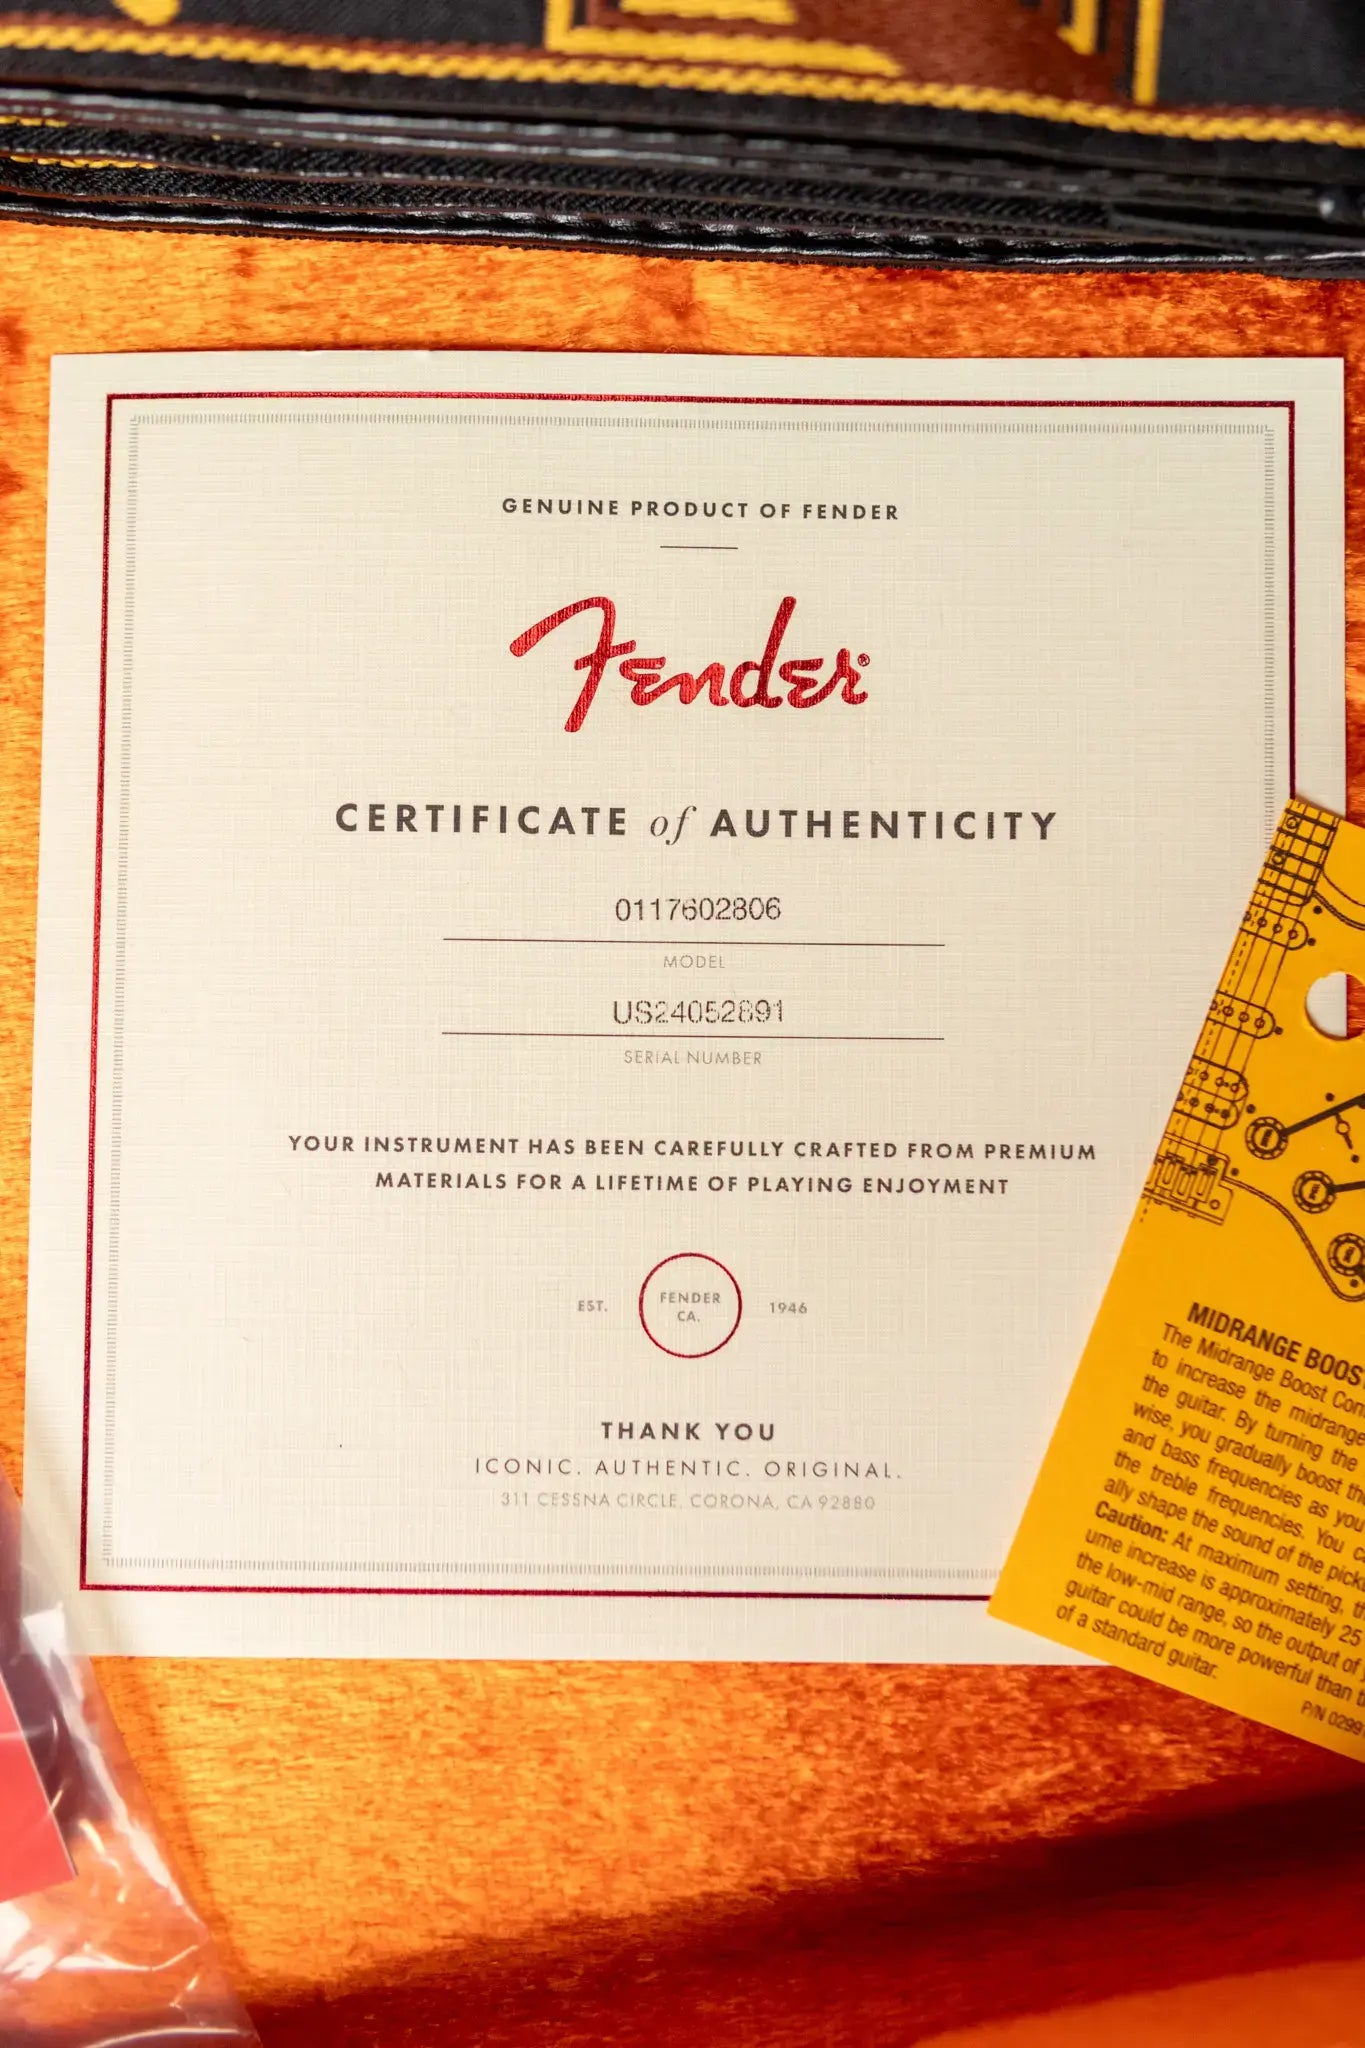 GENUINE PRODUCT OF FENDER
Fender®
CERTIFICATE of AUTHENTICITY
0117602806
MODEL
US24052891
SERIAL NUMBER
YOUR INSTRUMENT HAS BEEN CAREFULLY CRAFTED FROM PREMIUM
MATERIALS FOR A LIFETIME OF PLAYING ENJOYMENT
EST. FENDER CA. 1946
THANK YOU
ICONIC. AUTHENTIC. ORIGINAL.
311 CESSNA CIRCLE, CORONA, CA 92880
MIDRANGE BOOS
The Midrange Boost Con
to increase the midrange
the guitar. By turning the
wise, you gradually boost th
and bass frequencies as you
the treble frequencies. You c
ally shape the sound of the pick
Caution: At maximum setting, th
ume increase is approximately 25
the low-mid range, so the output of
guitar could be more powerful than t
of a standard guitar.
P/N 0299